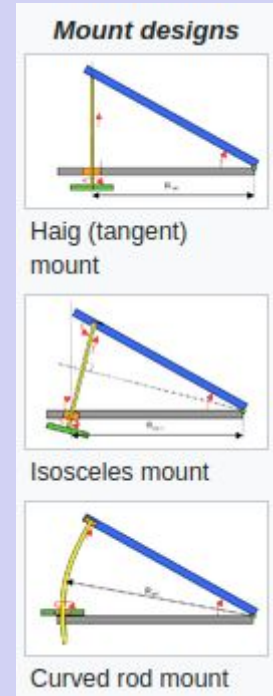 Mount designs
Haig (tangent)
mount
Isosceles mount
Curved rod mount